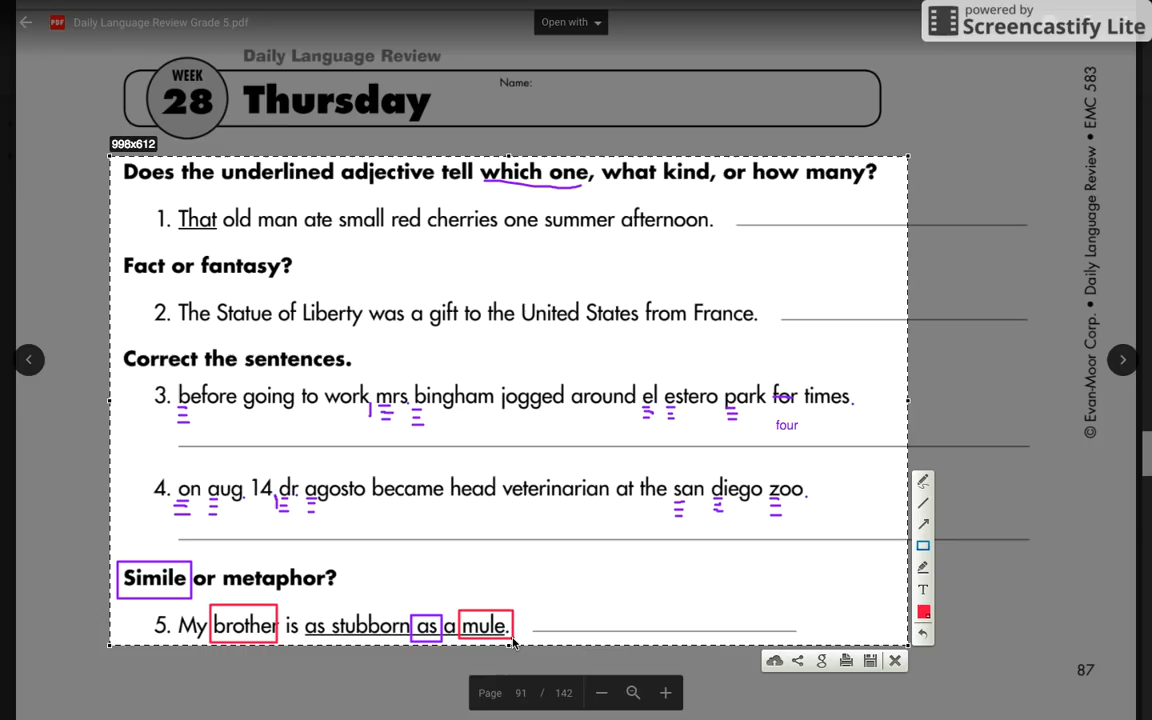 Daily Language Review Grade 5.pdf
PDF
Open with
powered by
Screencastify Lite
Daily Language Review
WEEK
28
Thursday
Name:
998x612
Does the underlined adjective tell which one, what kind, or how many?
1. That old man ate small red cherries one summer afternoon.
Fact or fantasy?
2. The Statue of Liberty was a gift to the United States from France.
Correct the sentences.
3. before going to work, mrs. bingham jogged around el estero park for times.
four
4. on aug. 14, dr. agosto became head veterinarian at the san diego zoo.
Simile or metaphor?
5. My brother is as stubborn as a mule.
© Evan-Moor Corp. • Daily Language Review • EMC 583
87
Page 91 / 142